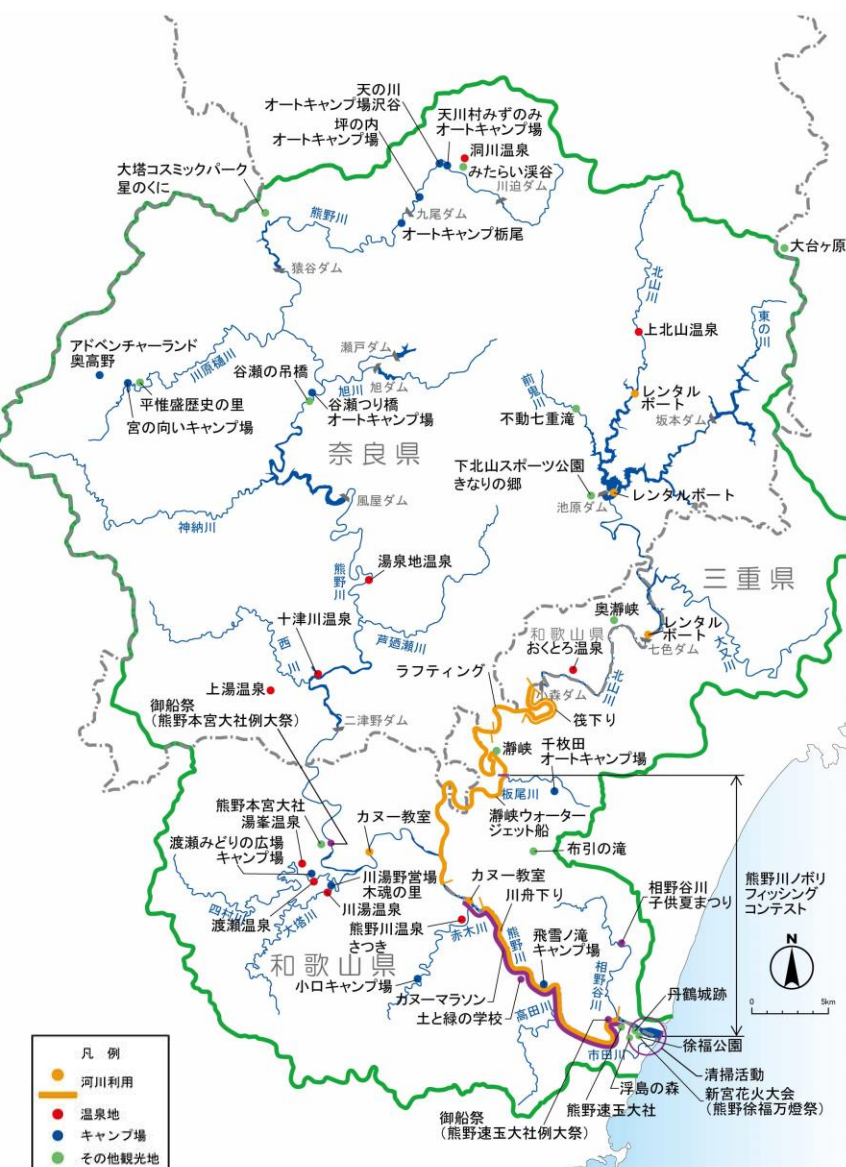 天の川
オートキャンプ場沢谷
天川村みずのみ
オートキャンプ場
坪の内
オートキャンプ場
洞川温泉
みたらい渓谷
川迫ダム
大塔コスミックパーク
星のくに
熊野川
九尾ダム
オートキャンプ栃尾
猿谷ダム
大台ヶ原
北山川
東の川
上北山温泉
アドベンチャーランド
奥高野
川原樋川
瀬戸ダム
旭ダム
旭川
谷瀬の吊橋
谷瀬つり橋
オートキャンプ場
平惟盛歴史の里
宮の向いキャンプ場
前鬼川
レンタル
ボート
坂本ダム
不動七重滝
奈良県
下北山スポーツ公園
きなりの郷
レンタルボート
池原ダム
風屋ダム
神納川
熊野川
湯泉地温泉
三重県
十津川温泉
芦廼瀬川
西川
奥瀞峡
和歌山県
レンタル
ボート
七色ダム
おくとろ温泉
大又川
北山川
ラフティング
小森ダム
筏下り
上湯温泉
御船祭
(熊野本宮大社例大祭)
二津野ダム
瀞峡
千枚田
オートキャンプ場
板尾川
瀞峡ウォーター
ジェット船
熊野本宮大社
湯峯温泉
渡瀬みどりの広場
キャンプ場
カヌー教室
布引の滝
熊野川ノボリ
フィッシング
コンテスト
川湯野営場
木魂の里
川湯温泉
カヌー教室
川舟下り
相野谷川
子供夏まつり
四村川
渡瀬温泉
大塔川
熊野川温泉
さつき
赤木川
熊野川
飛雪ノ滝
キャンプ場
相野谷川
和歌山県
小口キャンプ場
カヌーマラソン
土と緑の学校
高田川
丹鶴城跡
N
0
5km
市田川
徐福公園
清掃活動
浮島の森
新宮花火大会
(熊野徐福万燈祭)
熊野速玉大社
御船祭
(熊野速玉大社例大祭)
凡例
河川利用
温泉地
キャンプ場
その他観光地